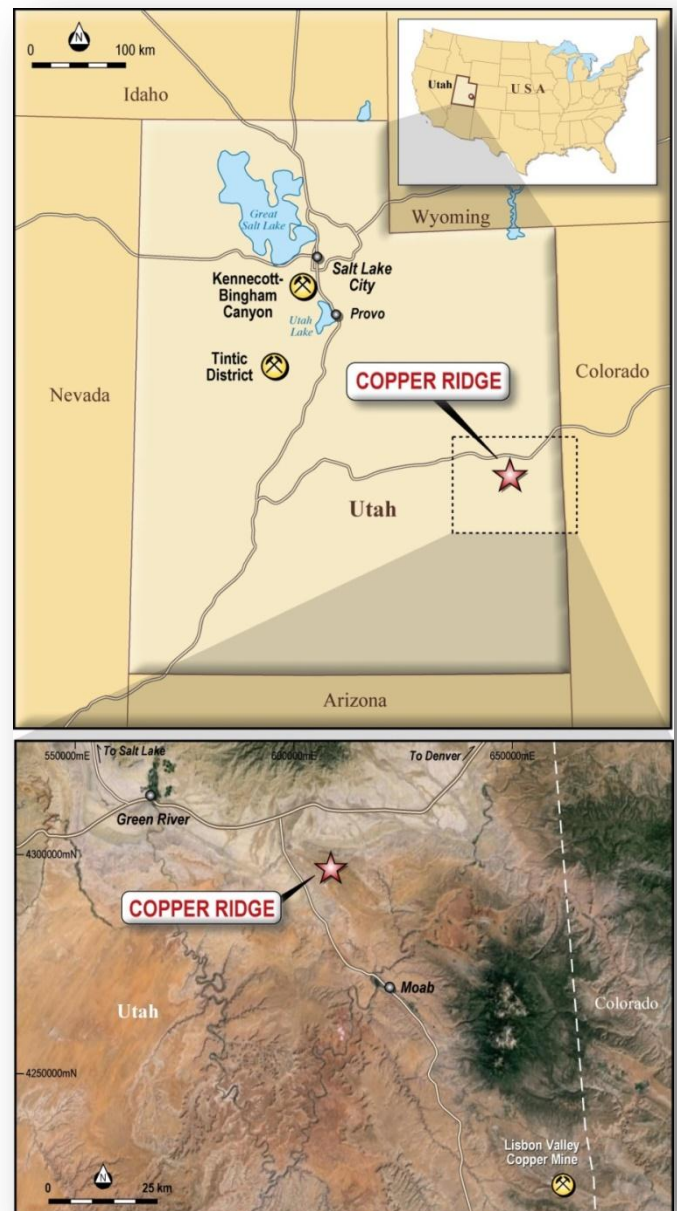 N
0 100 km
Idaho
Utah
U S A
Wyoming
Great
Salt Lake
Salt Lake
City
Kennecott-
Bingham
Canyon
Utah
Lake
Provo
Tintic
District
Nevada
COPPER RIDGE
Colorado
Utah
Arizona
550000mE
To Salt Lake
600000mE
To Denver
650000mE
Green River
4300000mN
COPPER RIDGE
Moab
Utah
Colorado
4250000mN
Lisbon Valley
Copper Mine
N
0 25 km